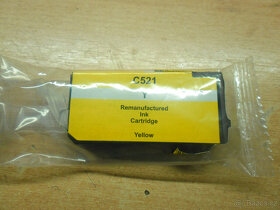 C521
Y
Remanufactured
Ink
Cartridge
Yellow